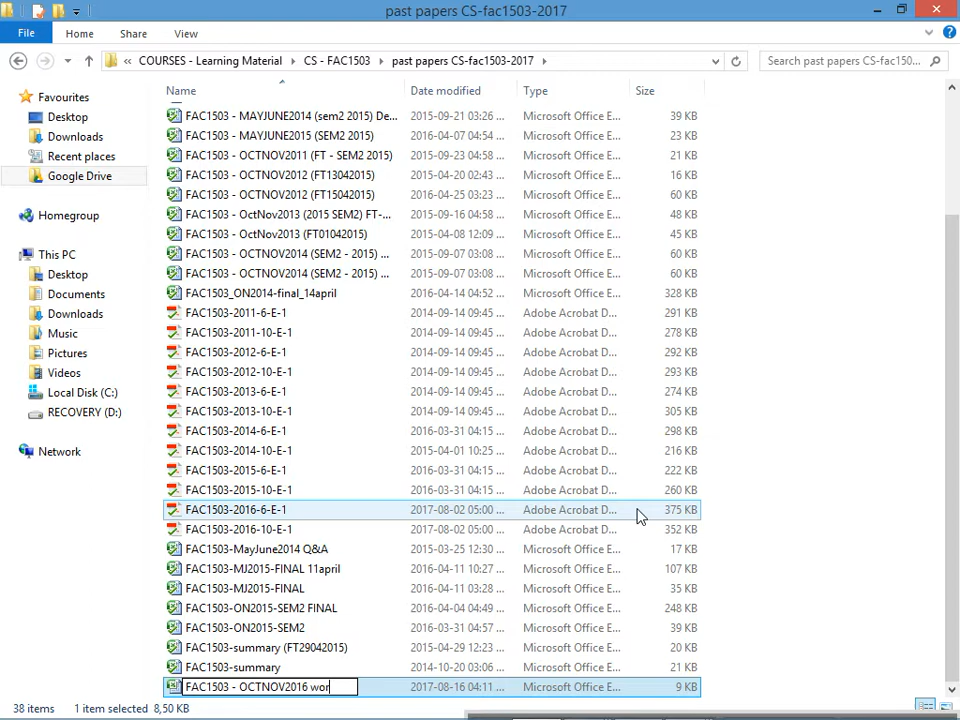 past papers CS-fac1503-2017
File Home Share View
« COURSES - Learning Material CS - FAC1503 past papers CS-fac1503-2017
Search past papers CS-fac150...
Name Date modified Type Size
Favourites
Desktop
Downloads
Recent places
Google Drive
Homegroup
This PC
Desktop
Documents
Downloads
Music
Pictures
Videos
Local Disk (C:)
RECOVERY (D:)
Network
FAC1503 - MAYJUNE2014 (sem2 2015) De... 2015-09-21 03:26 ... Microsoft Office E... 39 KB
FAC1503 - MAYJUNE2015 (SEM2 2015) 2016-04-07 04:54 ... Microsoft Office E... 23 KB
FAC1503 - OCTNOV2011 (FT - SEM2 2015) 2015-09-23 04:58 ... Microsoft Office E... 21 KB
FAC1503 - OCTNOV2012 (FT13042015) 2015-04-20 02:43 ... Microsoft Office E... 16 KB
FAC1503 - OCTNOV2012 (FT15042015) 2016-04-25 03:23 ... Microsoft Office E... 60 KB
FAC1503 - OctNov2013 (2015 SEM2) FT-... 2015-09-16 04:58 ... Microsoft Office E... 48 KB
FAC1503 - OctNov2013 (FT01042015) 2015-04-08 12:09 ... Microsoft Office E... 45 KB
FAC1503 - OCTNOV2014 (SEM2 - 2015) ... 2015-09-07 03:08 ... Microsoft Office E... 60 KB
FAC1503 - OCTNOV2014 (SEM2 - 2015) ... 2015-09-07 03:08 ... Microsoft Office E... 60 KB
FAC1503_ON2014-final_14april 2016-04-14 04:52 ... Microsoft Office E... 328 KB
FAC1503-2011-6-E-1 2014-09-14 09:45 ... Adobe Acrobat D... 291 KB
FAC1503-2011-10-E-1 2014-09-14 09:45 ... Adobe Acrobat D... 278 KB
FAC1503-2012-6-E-1 2014-09-14 09:45 ... Adobe Acrobat D... 292 KB
FAC1503-2012-10-E-1 2014-09-14 09:45 ... Adobe Acrobat D... 293 KB
FAC1503-2013-6-E-1 2014-09-14 09:45 ... Adobe Acrobat D... 274 KB
FAC1503-2013-10-E-1 2014-09-14 09:45 ... Adobe Acrobat D... 305 KB
FAC1503-2014-6-E-1 2016-03-31 04:15 ... Adobe Acrobat D... 298 KB
FAC1503-2014-10-E-1 2015-04-01 10:25 ... Adobe Acrobat D... 216 KB
FAC1503-2015-6-E-1 2016-03-31 04:15 ... Adobe Acrobat D... 222 KB
FAC1503-2015-10-E-1 2016-03-31 04:15 ... Adobe Acrobat D... 260 KB
FAC1503-2016-6-E-1 2017-08-02 05:00 ... Adobe Acrobat D... 375 KB
FAC1503-2016-10-E-1 2017-08-02 05:00 ... Adobe Acrobat D... 352 KB
FAC1503-MayJune2014 Q&A 2015-03-25 12:30 ... Microsoft Office E... 17 KB
FAC1503-MJ2015-FINAL 11april 2016-04-11 10:27 ... Microsoft Office E... 107 KB
FAC1503-MJ2015-FINAL 2016-04-11 03:28 ... Microsoft Office E... 35 KB
FAC1503-ON2015-SEM2 FINAL 2016-04-04 04:49 ... Microsoft Office E... 248 KB
FAC1503-ON2015-SEM2 2016-03-31 04:57 ... Microsoft Office E... 39 KB
FAC1503-summary (FT29042015) 2015-04-29 12:23 ... Microsoft Office E... 21 KB
FAC1503-summary 2014-10-20 03:06 ... Microsoft Office E... 21 KB
FAC1503 - OCTNOV2016 wor 2017-08-16 04:11 ... Microsoft Office E... 9 KB
38 items 1 item selected 8,50 KB